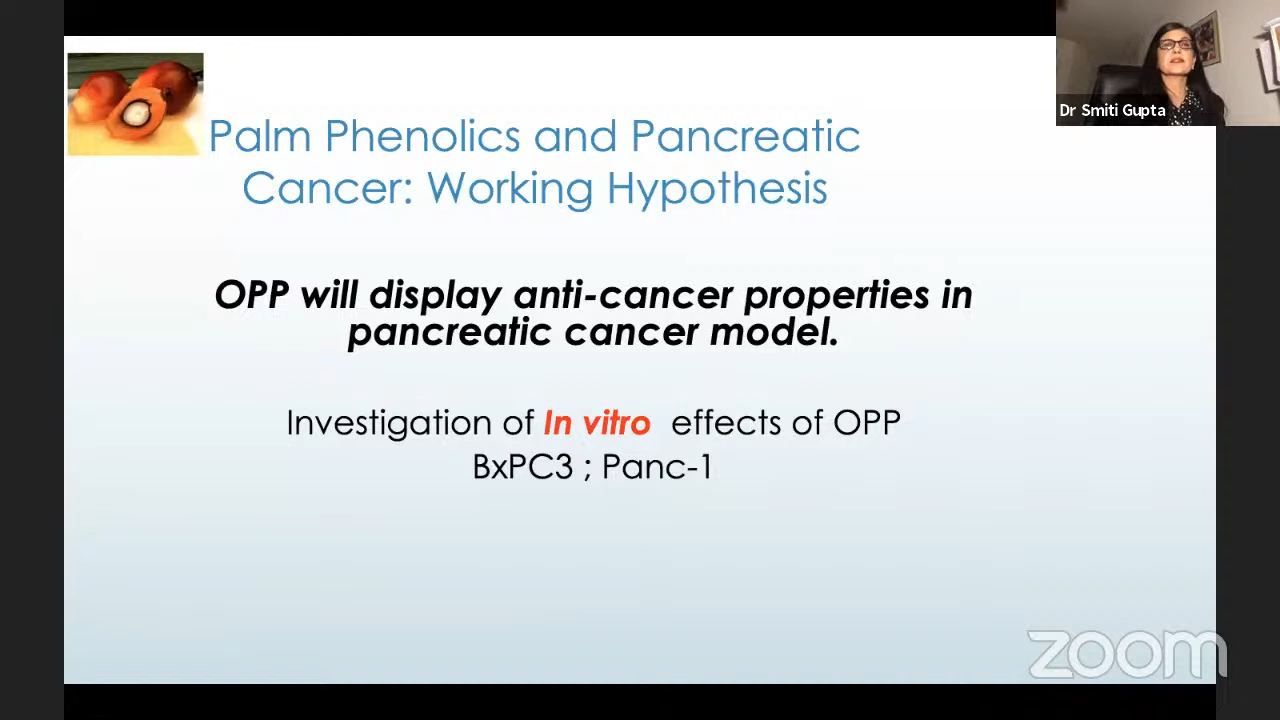 Dr Smiti Gupta
Palm Phenolics and Pancreatic
Cancer: Working Hypothesis
OPP will display anti-cancer properties in
pancreatic cancer model.
Investigation of In vitro effects of OPP
BxPC3 ; Panc-1
zoom